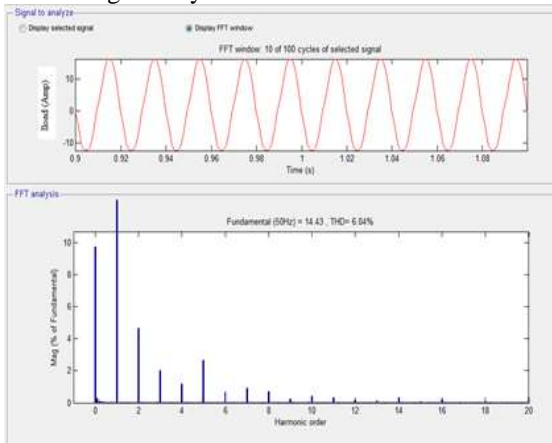 Signal to analyze
Display selected signal
Display FFT window
FFT window: 10 of 100 cycles of selected signal
10
0
-10
0.9 0.92 0.94 0.96 0.98 1 1.02 1.04 1.06 1.08
Time (s)
FFT analysis
Fundamental (50Hz) = 14.43 , THD= 6.04%
Mag (% of Fundamental)
10
8
6
4
2
0
0 2 4 6 8 10 12 14 16 18 20
Harmonic order